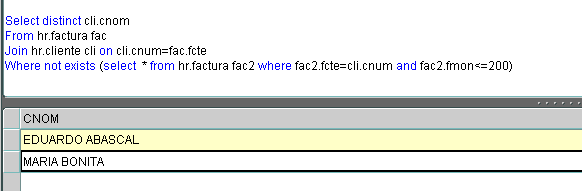 Select distinct cli.cnom
From hr.factura fac
Join hr.cliente cli on cli.cnum=fac.fcte
Where not exists (select * from hr.factura fac2 where fac2.fcte=cli.cnum and fac2.fmon<=200)
CNOM
EDUARDO ABASCAL
MARIA BONITA